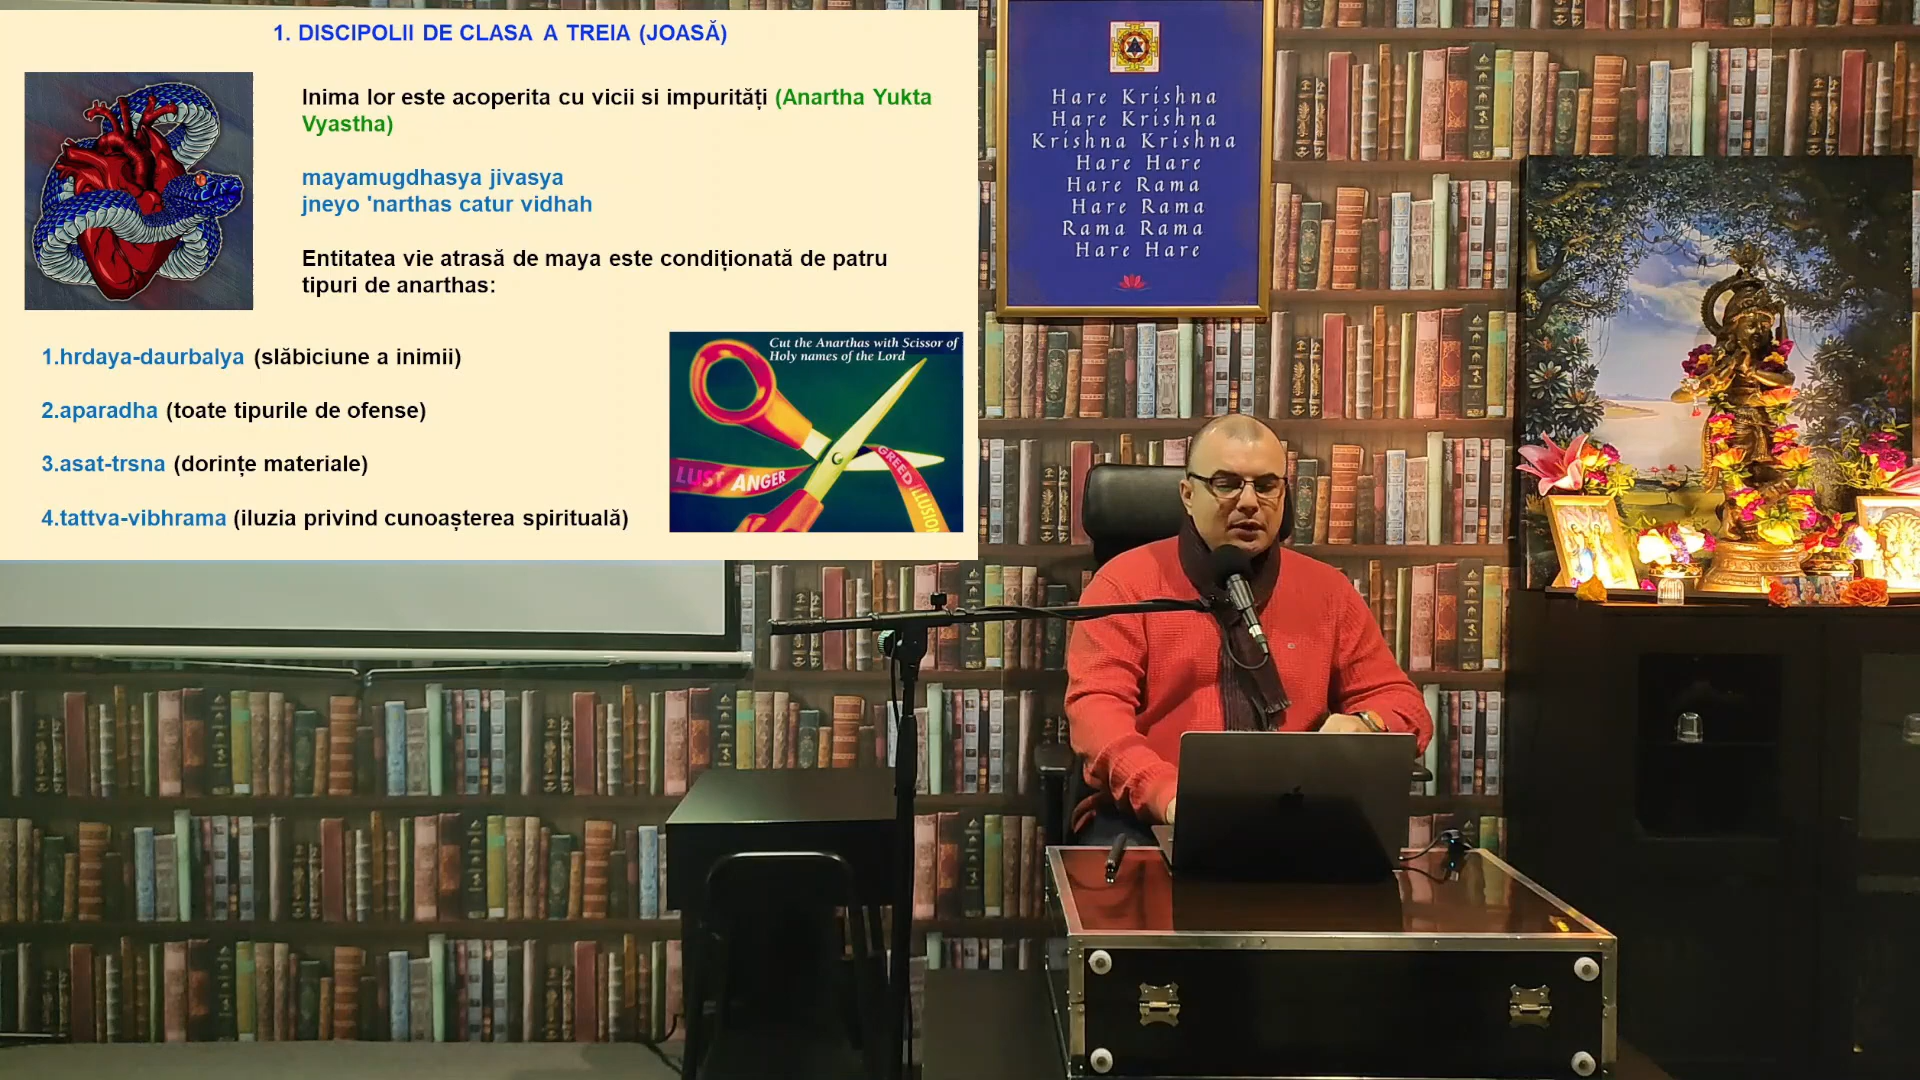 1. DISCIPOLII DE CLASA A TREIA (JOASĂ)
Inima lor este acoperita cu vicii si impurități (Anartha Yukta
Vyastha)
mayamugdhasya jivasya
jneyo 'narthas catur vidhah
Entitatea vie atrasă de maya este condiționată de patru
tipuri de anarthas:
1.hrdaya-daurbalya (slăbiciune a inimii)
2.aparadha (toate tipurile de ofense)
3.asat-trsna (dorințe materiale)
4.tattva-vibhrama (iluzia privind cunoașterea spirituală)
Cut the Anarthas with Scissor of
Holy names of the Lord
LUST ANGER
GREED ILLUSION
Hare Krishna
Hare Krishna
Krishna Krishna
Hare Hare
Hare Rama
Hare Rama
Rama Rama
Hare Hare